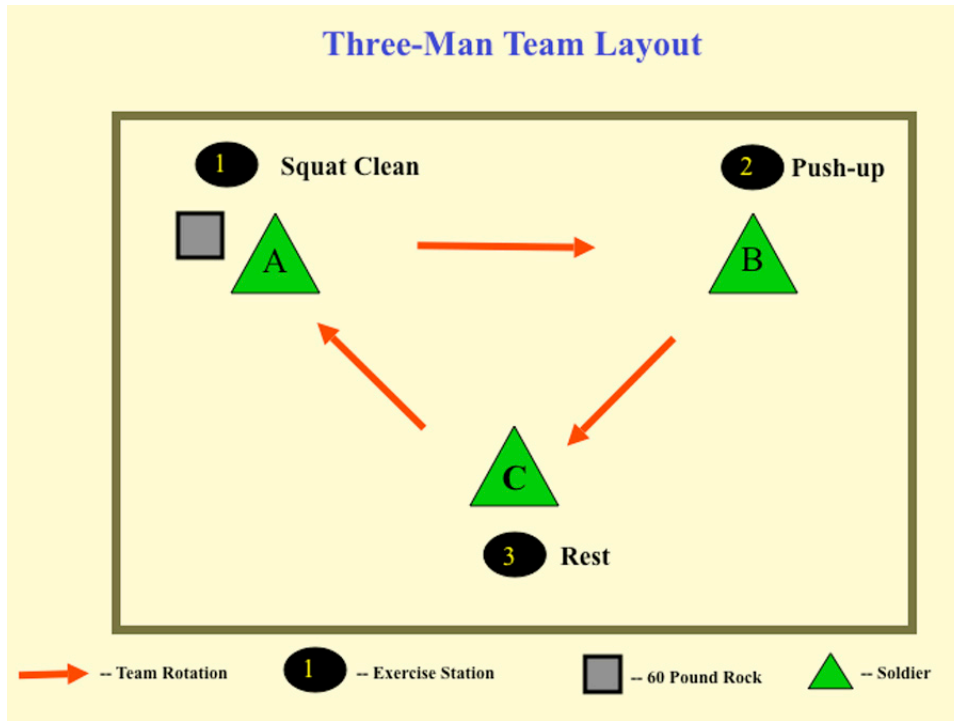 Three-Man Team Layout
1 Squat Clean
2 Push-up
A
B
C
3 Rest
-- Team Rotation
1 -- Exercise Station
-- 60 Pound Rock
-- Soldier